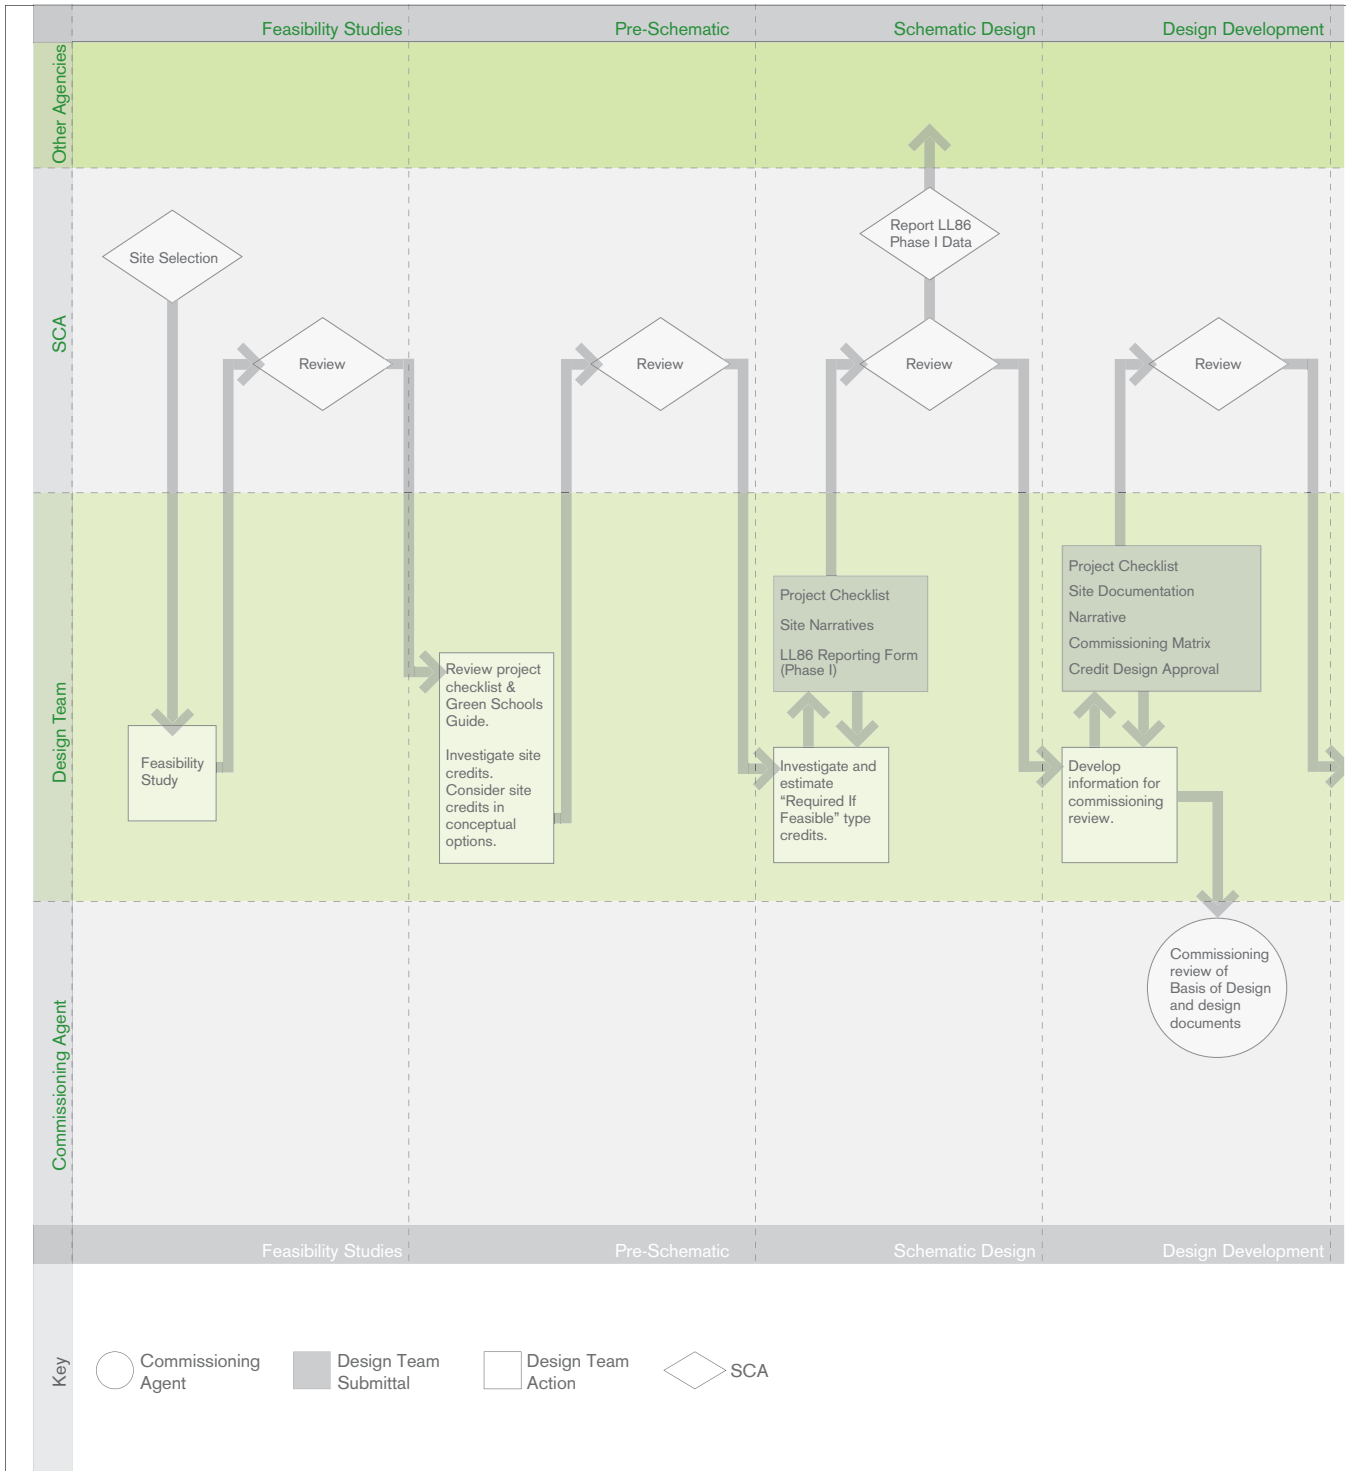 Feasibility Studies
Pre-Schematic
Schematic Design
Design Development
Other Agencies
SCA
Design Team
Commissioning Agent
Site Selection
Review
Review
Report LL86
Phase I Data
Review
Review
Feasibility
Study
Review project
checklist &
Green Schools
Guide.
Investigate site
credits.
Consider site
credits in
conceptual
options.
Project Checklist
Site Narratives
LL86 Reporting Form
(Phase I)
Investigate and
estimate
“Required If
Feasible” type
credits.
Project Checklist
Site Documentation
Narrative
Commissioning Matrix
Credit Design Approval
Develop
information for
commissioning
review.
Commissioning
review of
Basis of Design
and design
documents
Feasibility Studies
Pre-Schematic
Schematic Design
Design Development
Key
Commissioning
Agent
Design Team
Submittal
Design Team
Action
SCA